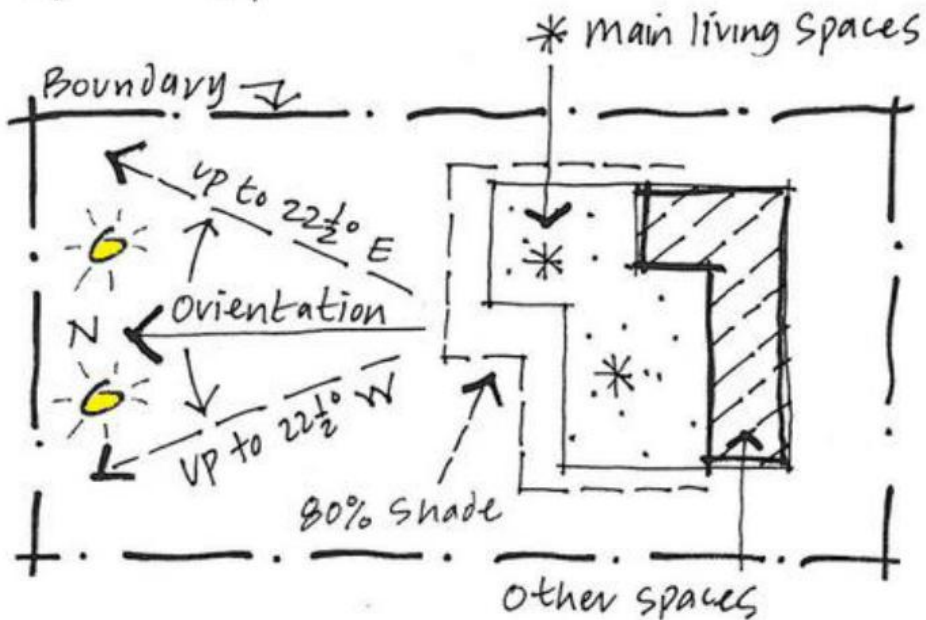 * main living spaces
Boundary
up to 22½° E
Orientation
N
up to 22½° W
80% shade
other spaces